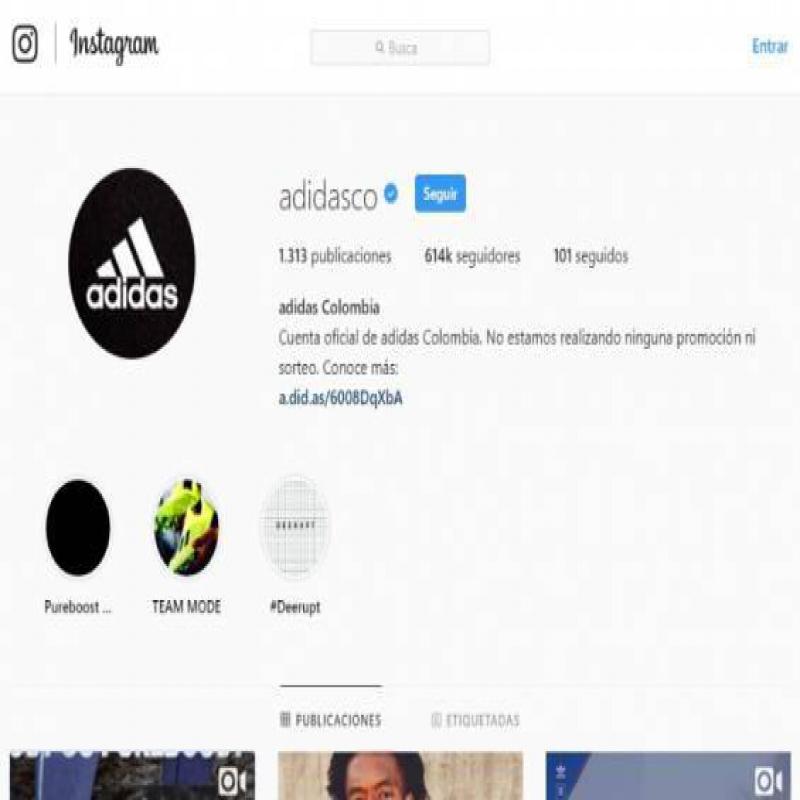 Instagram
Busca
Entrar
adidas
adidasco
Seguir
1.313 publicaciones 614k seguidores 101 seguidos
adidas Colombia
Cuenta oficial de adidas Colombia. No estamos realizando ninguna promoción ni
sorteo. Conoce más:
a.did.as/6008DqXbA
DEERUPT
Pureboost ... TEAM MODE #Deerupt
PUBLICACIONES ETIQUETADAS